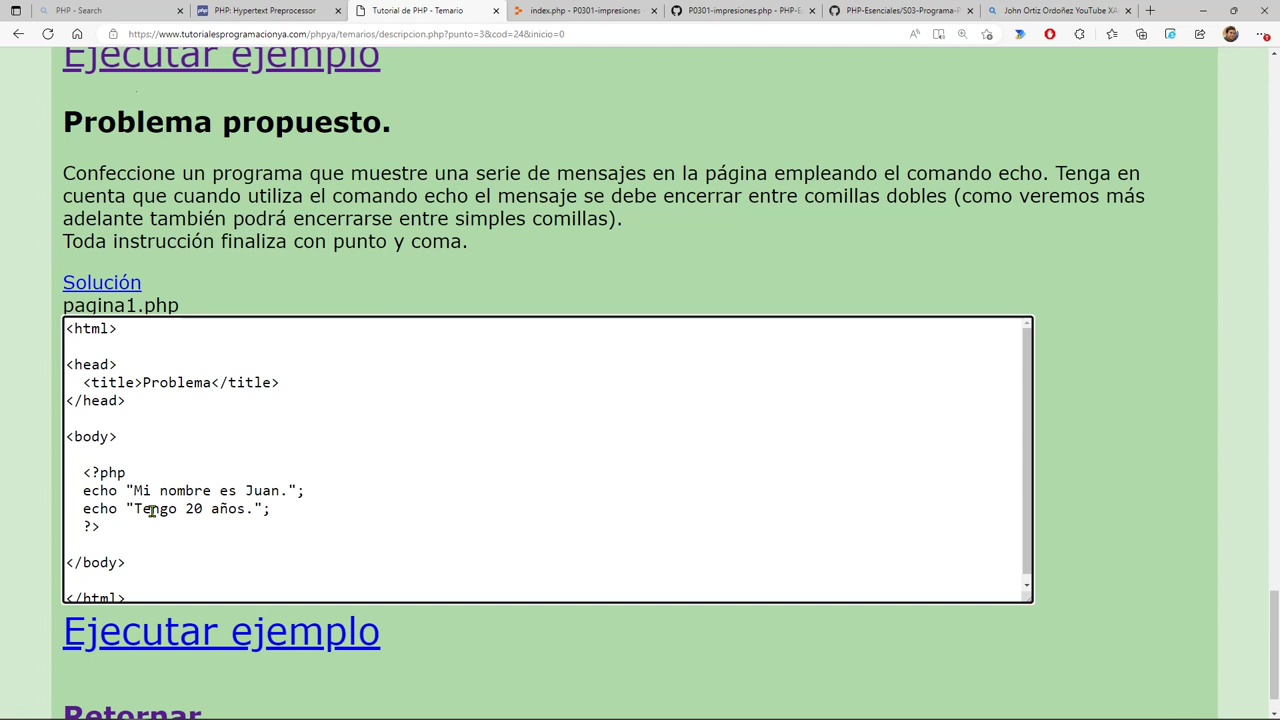 PHP - Search
PHP: Hypertext Preprocessor
Tutorial de PHP - Temario
index.php - P0301-impresiones
P0301-impresiones.php - PHP-E
PHP-Esenciales/S03-Programa-P
John Ortiz Ordoñez YouTube XA
https://www.tutorialesprogramacionya.com/phpya/temarios/descripcion.php?punto=3&cod=24&inicio=0
Ejecutar ejemplo
Problema propuesto.
Confeccione un programa que muestre una serie de mensajes en la página empleando el comando echo. Tenga en
cuenta que cuando utiliza el comando echo el mensaje se debe encerrar entre comillas dobles (como veremos más
adelante también podrá encerrarse entre simples comillas).
Toda instrucción finaliza con punto y coma.
Solución
pagina1.php
<html>
<head>
<title>Problema</title>
</head>
<body>
<?php
echo "Mi nombre es Juan.";
echo "Tengo 20 años.";
?>
</body>
</html>
Ejecutar ejemplo
Retornar